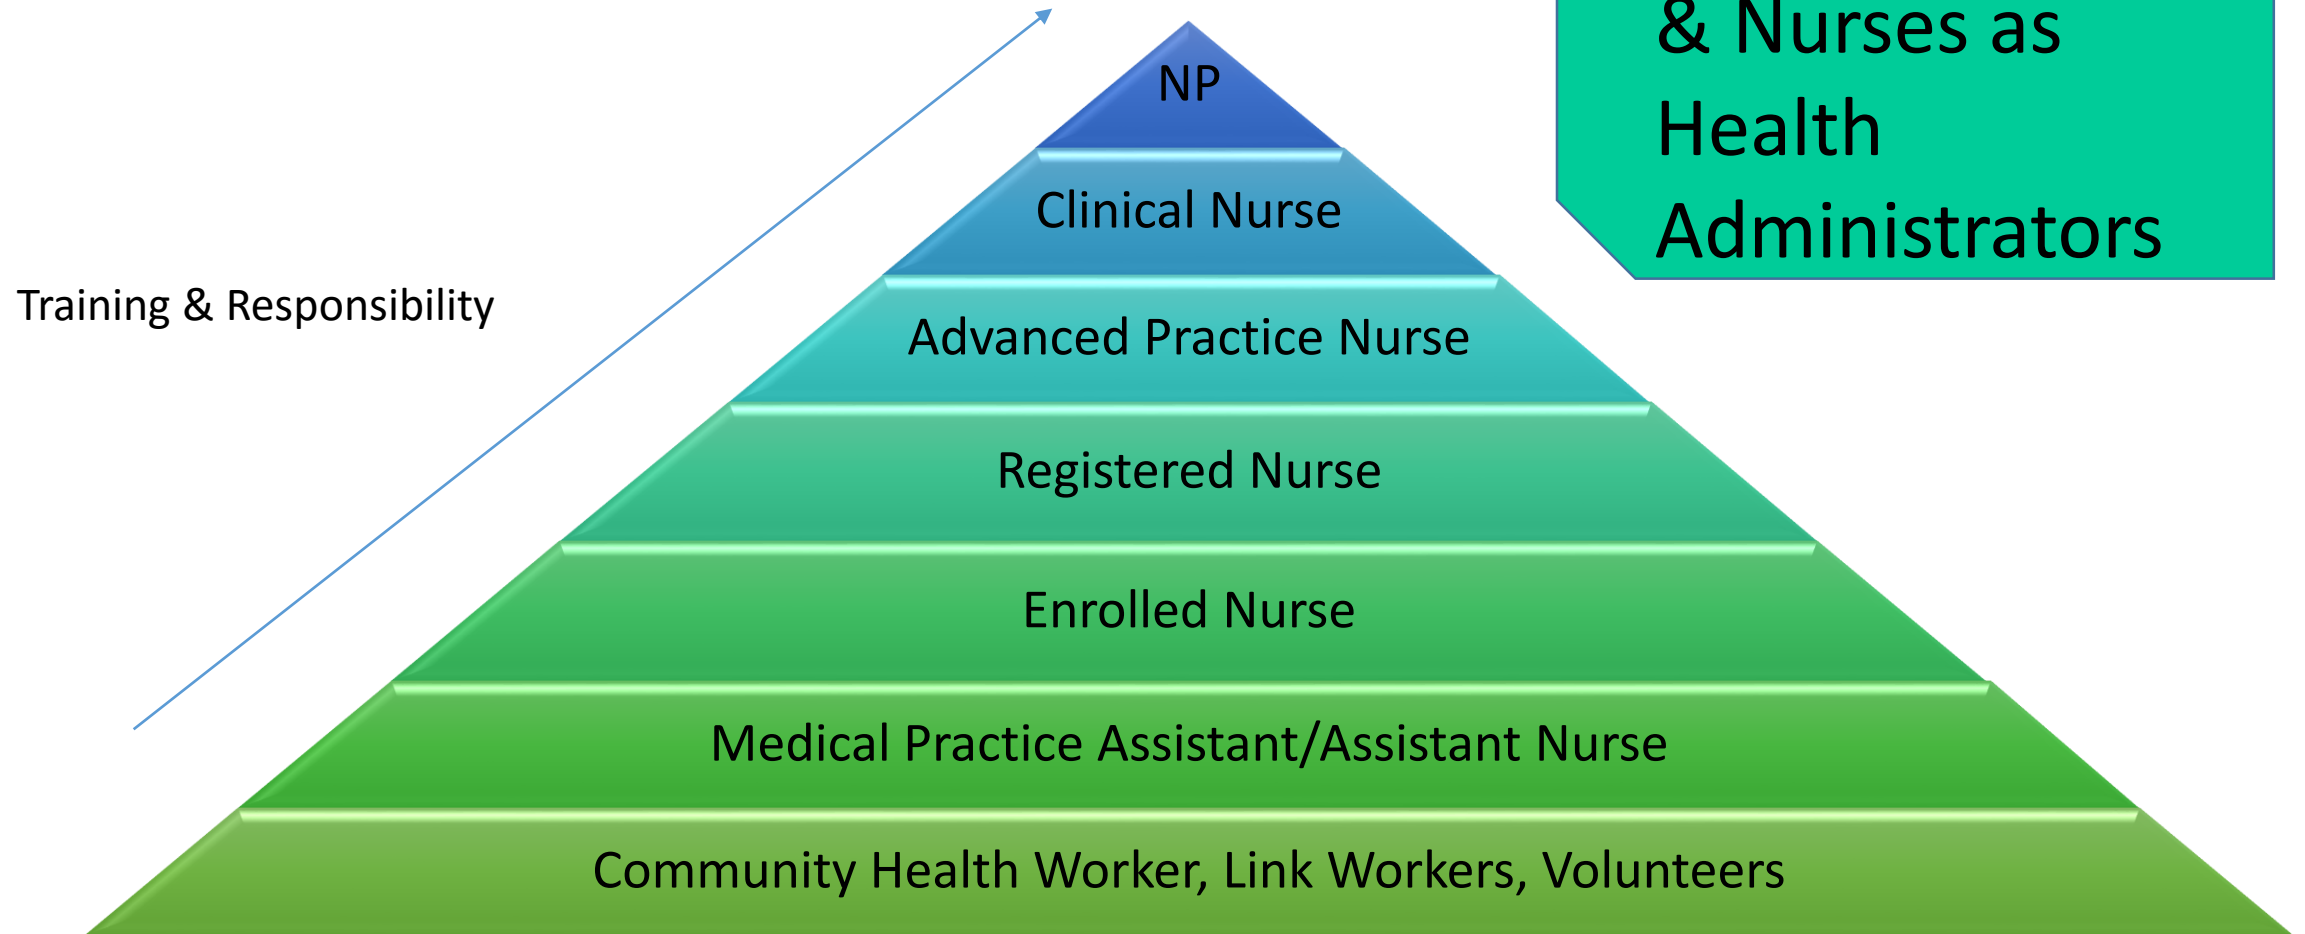 & Nurses as
Health
Administrators
NP
Clinical Nurse
Training & Responsibility
Advanced Practice Nurse
Registered Nurse
Enrolled Nurse
Medical Practice Assistant/Assistant Nurse
Community Health Worker, Link Workers, Volunteers